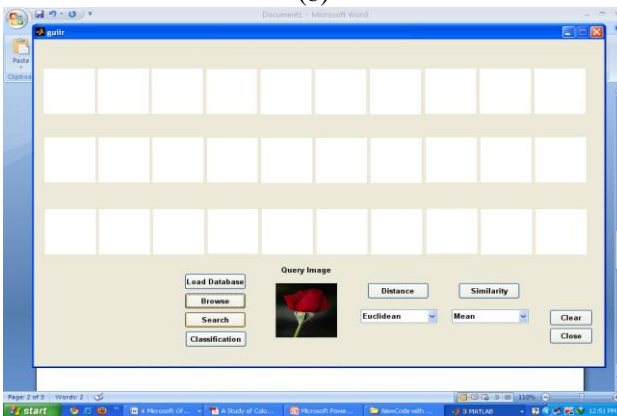 Document1 - Microsoft Word
guiir
Paste
Clipboa
Query Image
Load Database
Browse
Search
Classification
Distance
Similarity
Euclidean
Mean
Clear
Close
Page: 2 of 3 Words: 2 110%
start 4 Microsoft Of... A Study of Colo... Microsoft Powe... NewCode with ... 3 MATLAB 12:51 PM